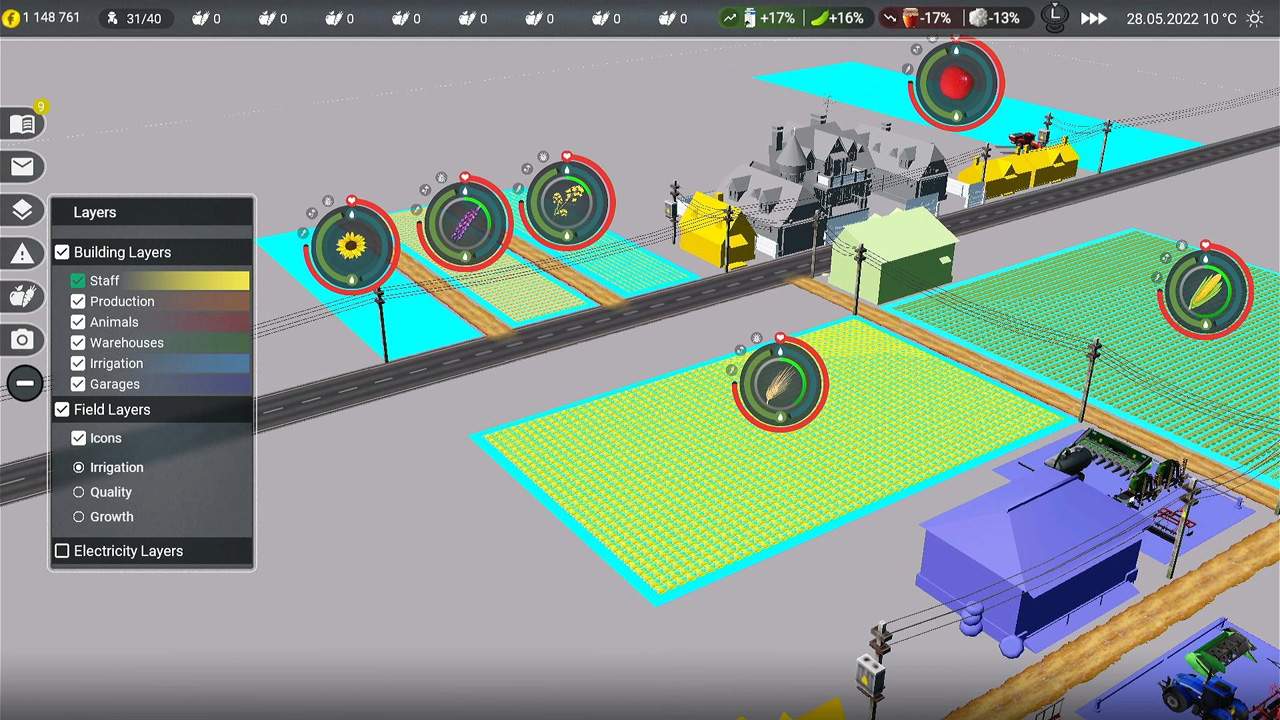 1 148 761
31/40
0
0
0
0
0
0
0
0
+17%
+16%
-17%
-13%
28.05.2022 10 °C
9
Layers
Building Layers
Staff
Production
Animals
Warehouses
Irrigation
Garages
Field Layers
Icons
Irrigation
Quality
Growth
Electricity Layers